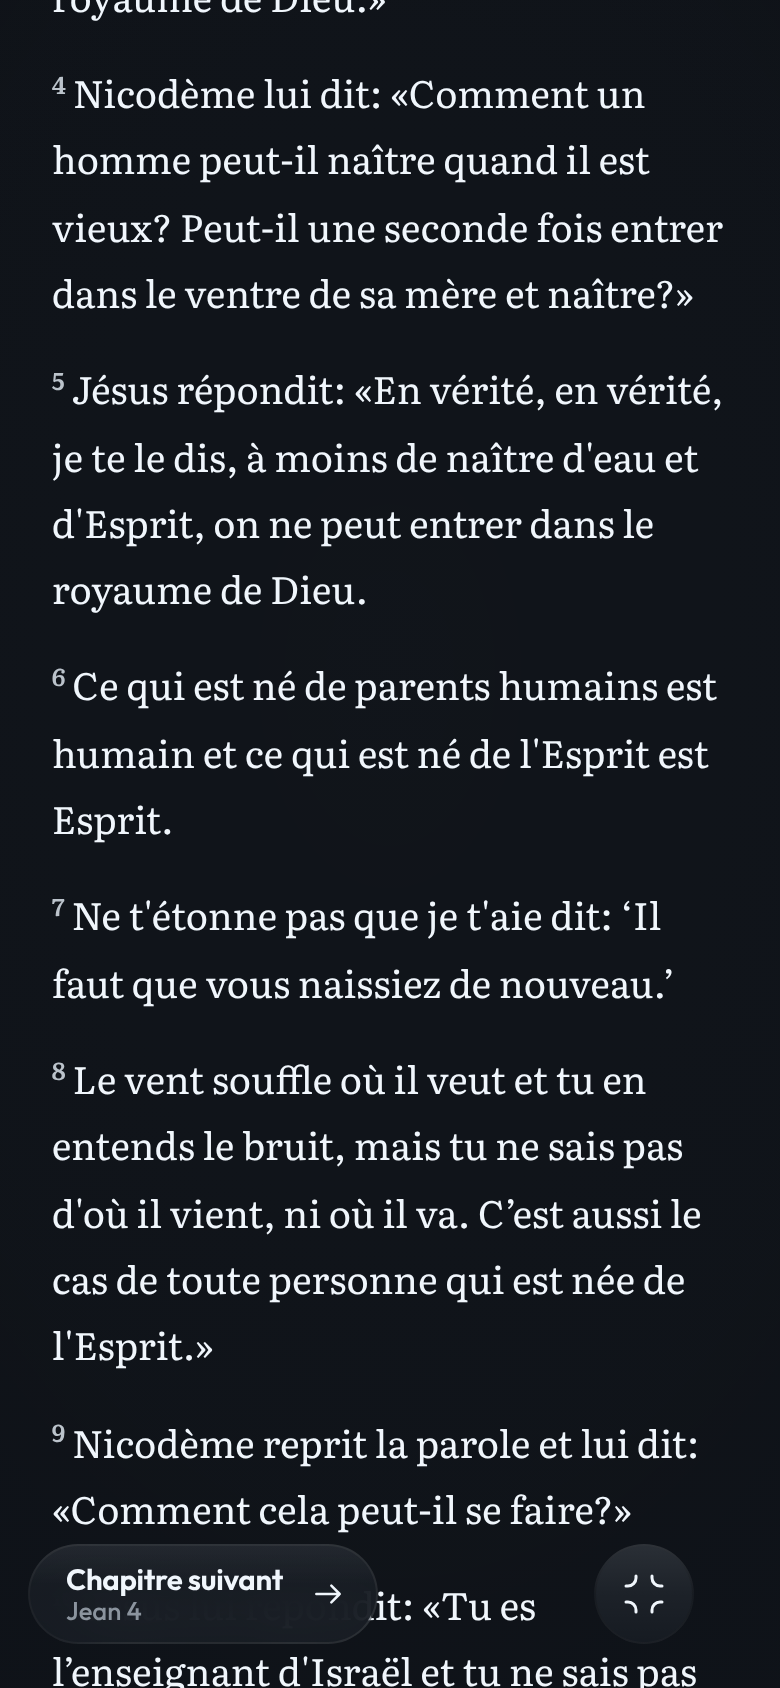 royaume de Dieu.»
4 Nicodème lui dit: «Comment un
homme peut-il naître quand il est
vieux? Peut-il une seconde fois entrer
dans le ventre de sa mère et naître?»
5 Jésus répondit: «En vérité, en vérité,
je te le dis, à moins de naître d'eau et
d'Esprit, on ne peut entrer dans le
royaume de Dieu.
6 Ce qui est né de parents humains est
humain et ce qui est né de l'Esprit est
Esprit.
7 Ne t'étonne pas que je t'aie dit: ‘Il
faut que vous naissiez de nouveau.’
8 Le vent souffle où il veut et tu en
entends le bruit, mais tu ne sais pas
d'où il vient, ni où il va. C’est aussi le
cas de toute personne qui est née de
l'Esprit.»
9 Nicodème reprit la parole et lui dit:
«Comment cela peut-il se faire?»
Chapitre suivant
Jean 4
it: «Tu es
l’enseignant d'Israël et tu ne sais pas